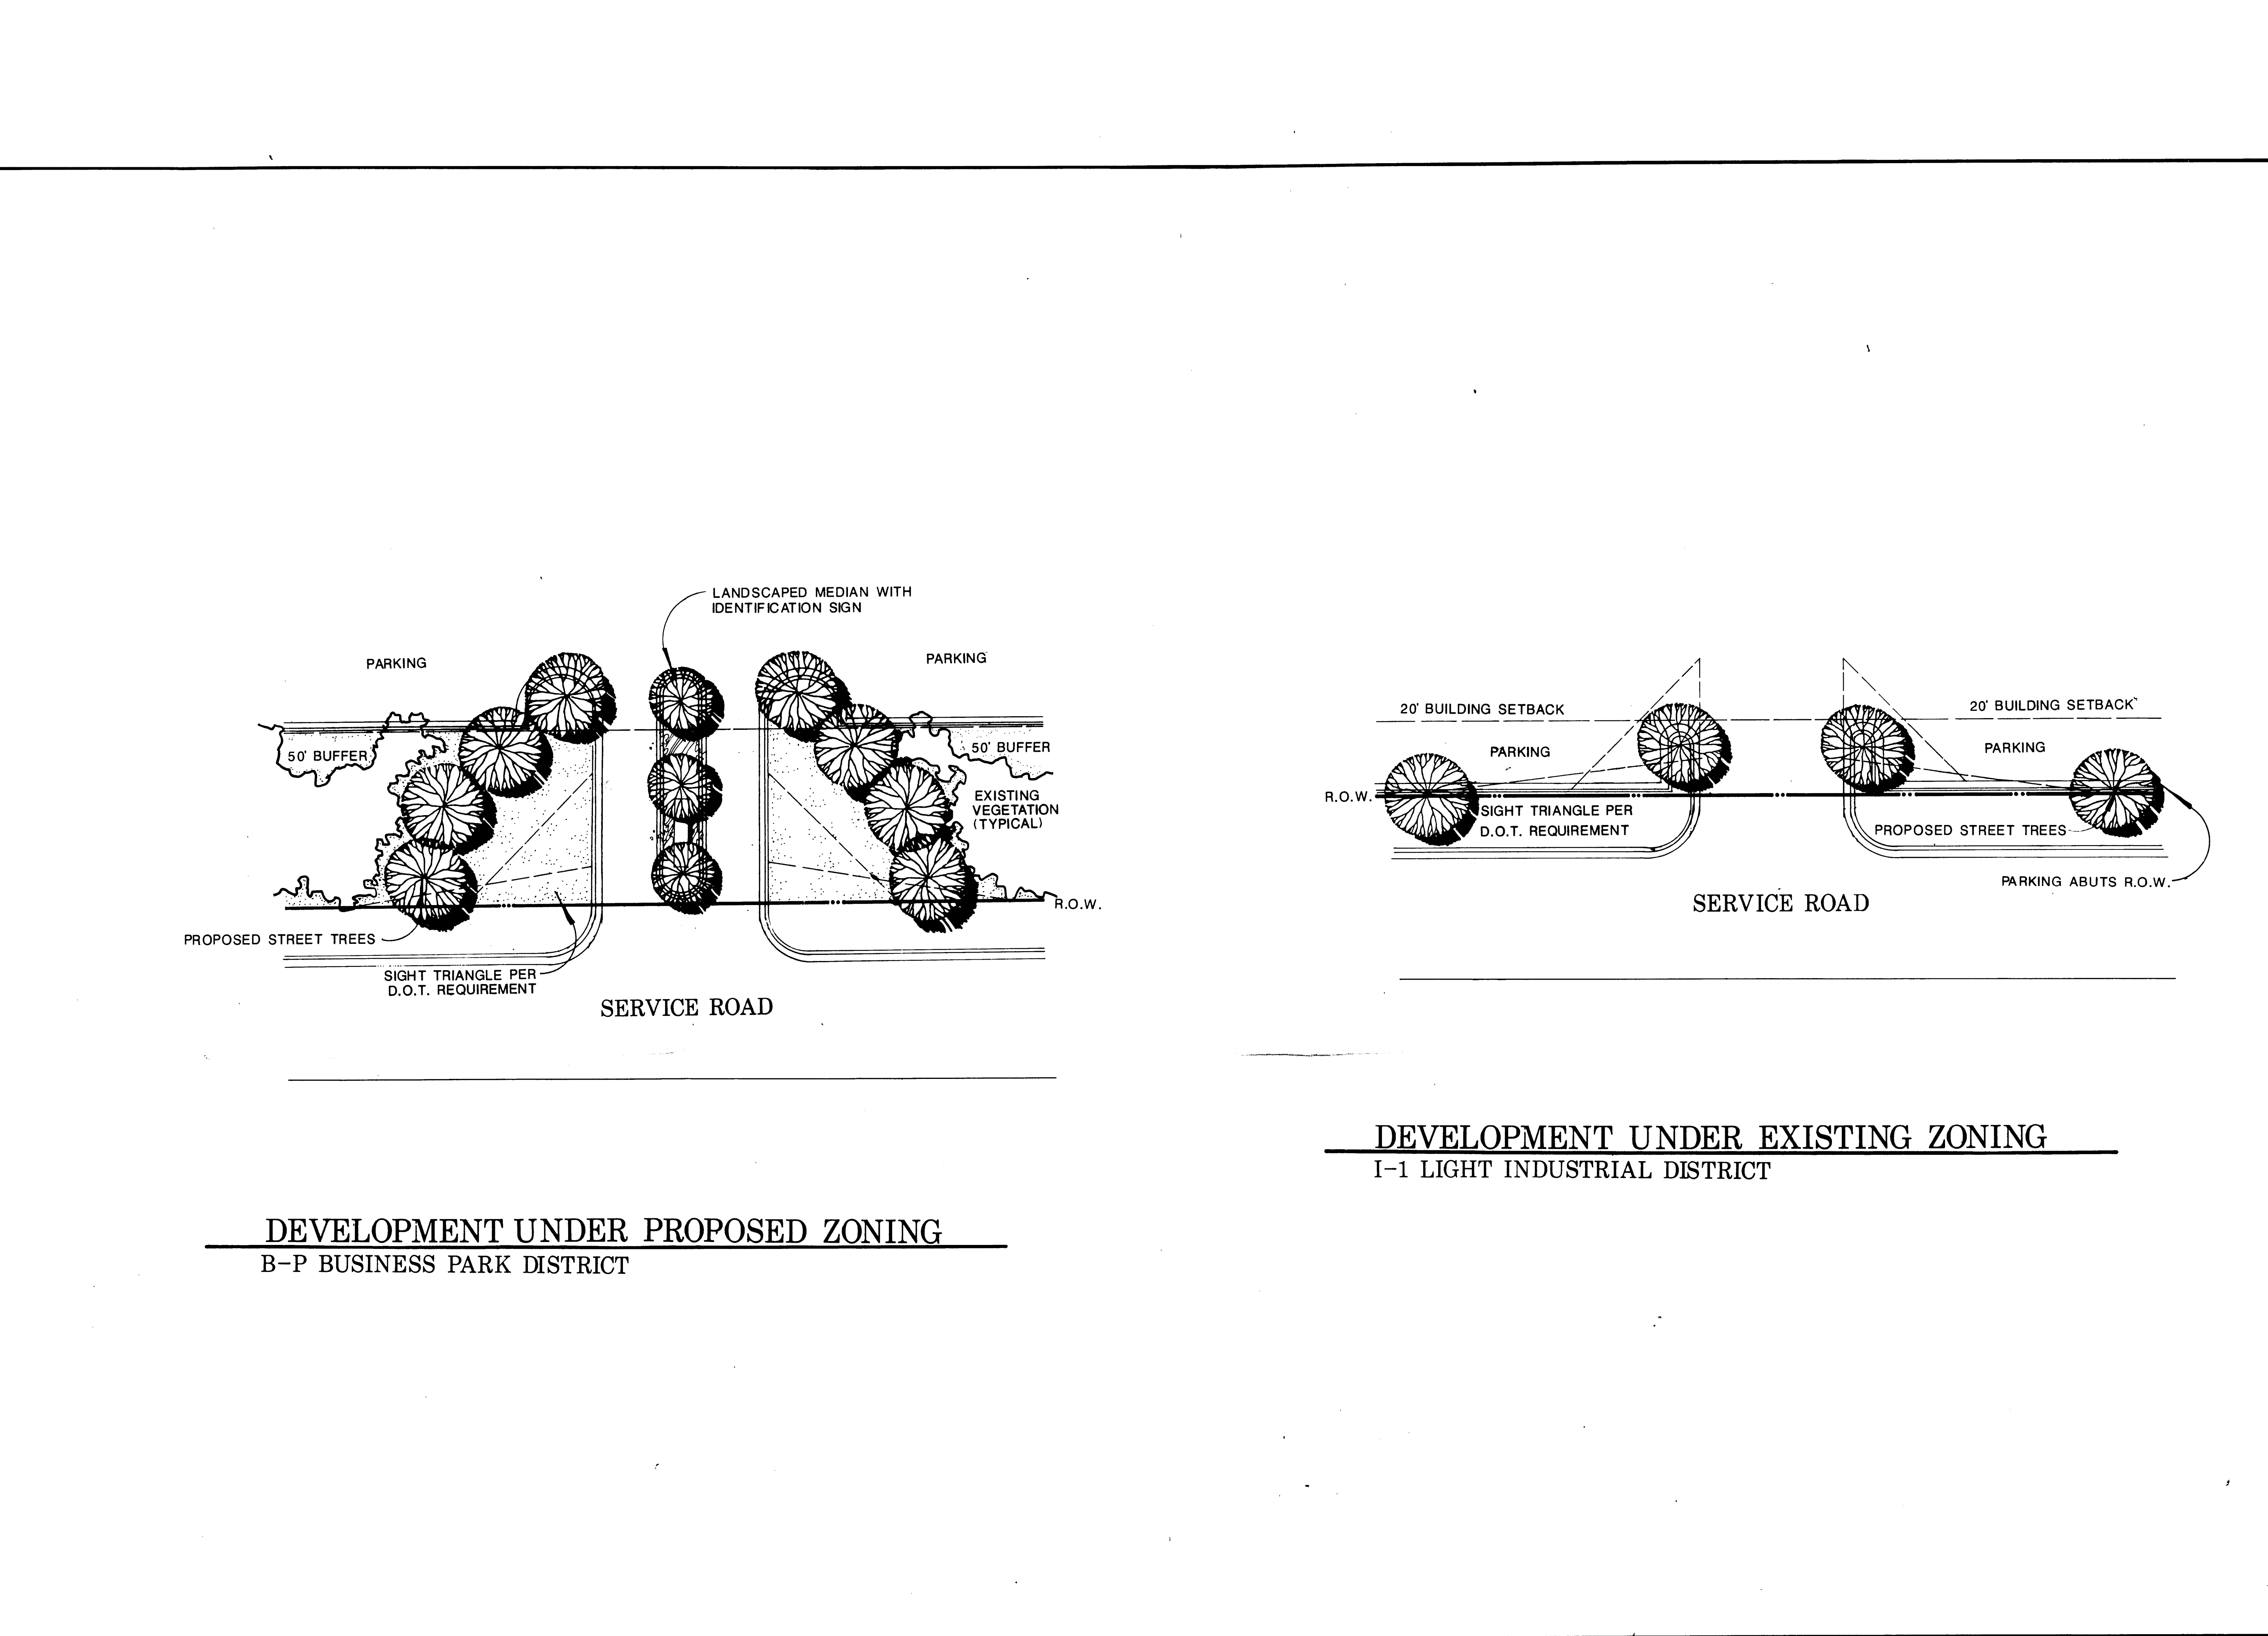 LANDSCAPED MEDIAN WITH
IDENTIFICATION SIGN
PARKING
PARKING
50' BUFFER
50' BUFFER
EXISTING
VEGETATION
(TYPICAL)
R.O.W.
PROPOSED STREET TREES
SIGHT TRIANGLE PER
D.O.T. REQUIREMENT
SERVICE ROAD
DEVELOPMENT UNDER PROPOSED ZONING
B-P BUSINESS PARK DISTRICT
20' BUILDING SETBACK
20' BUILDING SETBACK
PARKING
PARKING
R.O.W.
SIGHT TRIANGLE PER
D.O.T. REQUIREMENT
PROPOSED STREET TREES
PARKING ABUTS R.O.W.
SERVICE ROAD
DEVELOPMENT UNDER EXISTING ZONING
I-1 LIGHT INDUSTRIAL DISTRICT